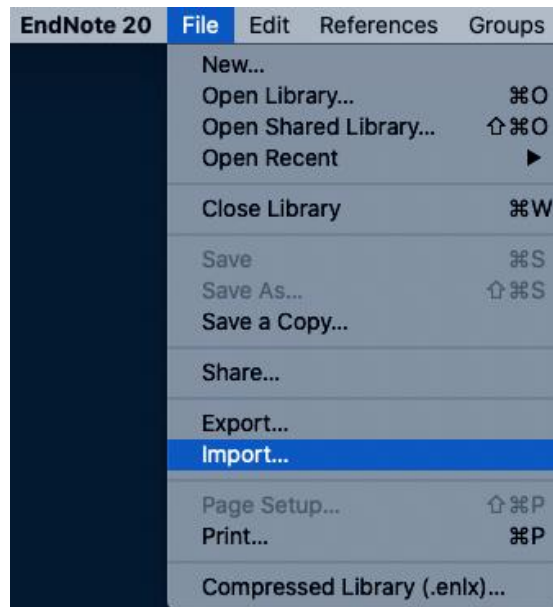 EndNote 20 File Edit References Groups
New...
Open Library... ⌘O
Open Shared Library... ⇧⌘O
Open Recent ▶
Close Library ⌘W
Save ⌘S
Save As... ⇧⌘S
Save a Copy...
Share...
Export...
Import...
Page Setup... ⇧⌘P
Print... ⌘P
Compressed Library (.enlx)...